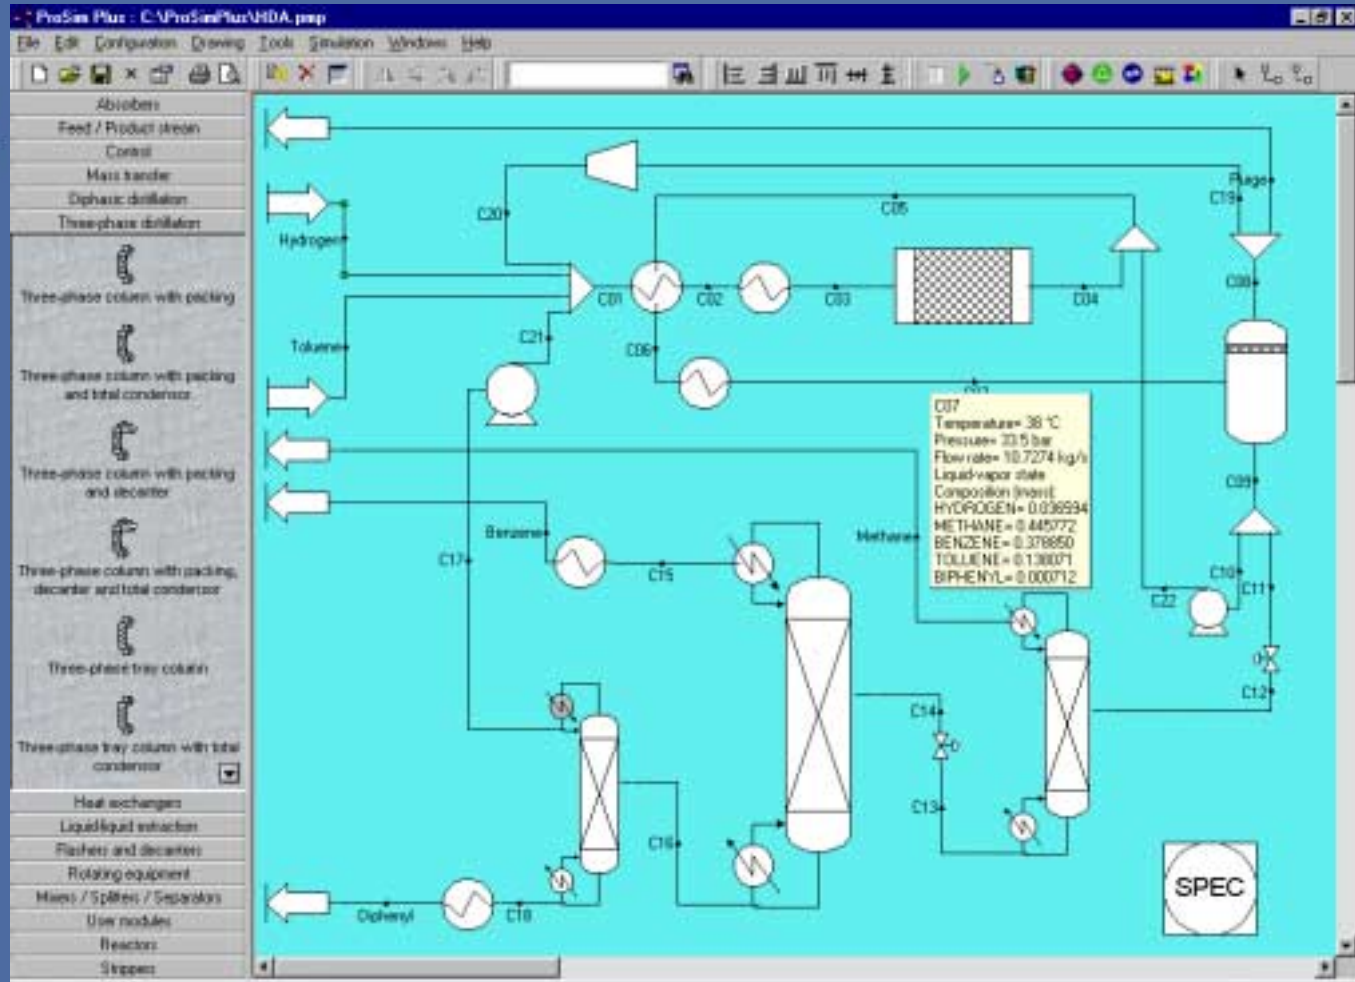 ProSim Plus : C:\ProSimPlus\HDA.pmp
File Edit Configuration Drawing Tools Simulation Windows Help
Absorbers
Feed / Product stream
Control
Mass transfer
Diphasic distillation
Three-phase distillation
Three-phase column with packing
Three-phase column with packing
and total condensor
Three-phase column with packing
and decanter
Three-phase column with packing,
decanter and total condensor
Three-phase tray column
Three-phase tray column with total
condensor
Heat exchangers
Liquid-liquid extraction
Flashers and decanters
Rotating equipment
Mixers / Splitters / Separators
User modules
Reactors
Strippers
Purge
C19
C05
C20
Hydrogen
C01
C02
C03
C04
C08
C21
Toluene
C06
C07
Temperature= 38 °C
Pressure= 33.5 bar
Flow rate= 10.7274 kg/s
Liquid-vapor state
Composition (mass):
HYDROGEN= 0.036594
METHANE= 0.445772
BENZENE= 0.378850
TOLUENE= 0.138071
BIPHENYL= 0.000712
C09
Benzene
Methane
C17
C15
C10
C11
C22
C12
C14
C13
C16
SPEC
Diphenyl
C18